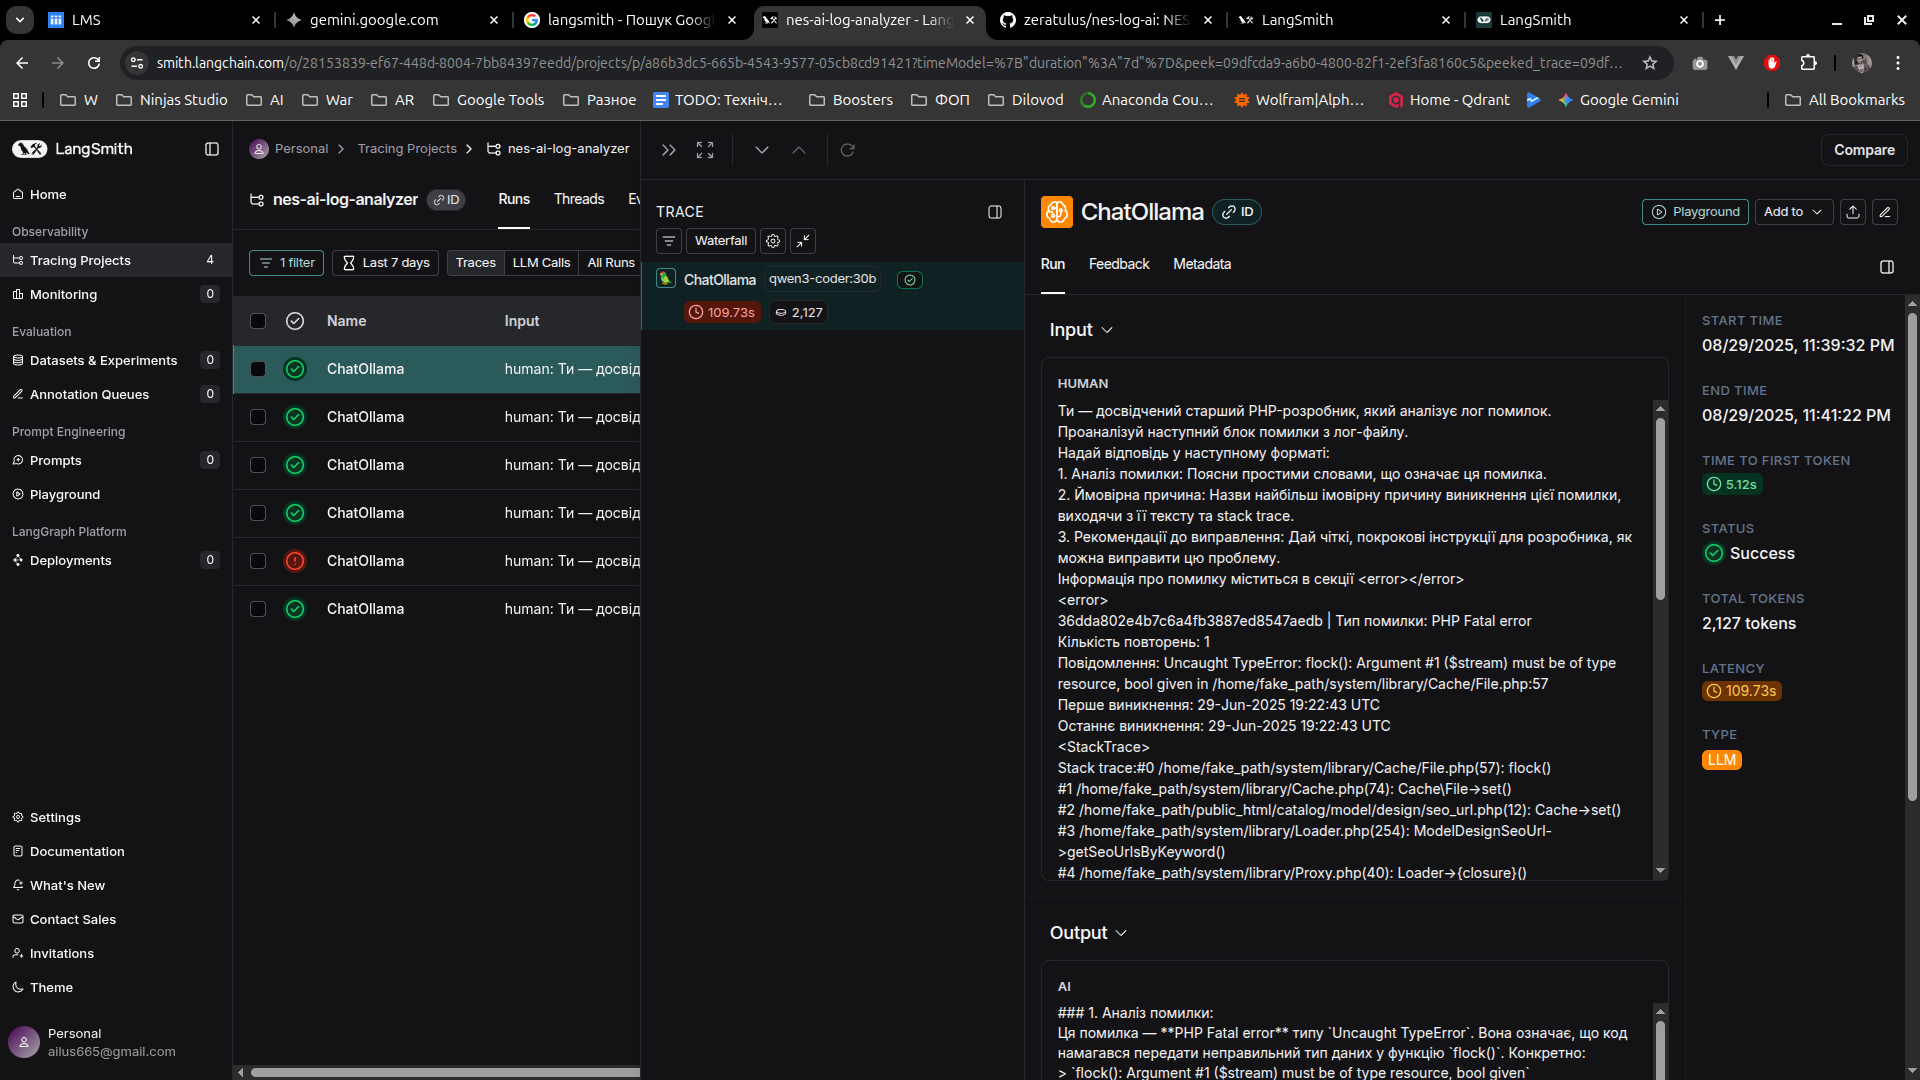 LMS
gemini.google.com
langsmith - Пошук Goog
nes-ai-log-analyzer - Lan
zeratulus/nes-log-ai: NES
LangSmith
LangSmith
smith.langchain.com/o/28153839-ef67-448d-8004-7bb84397eedd/projects/p/a86b3dc5-665b-4543-9577-05cb8cd91421?timeModel=%7B"duration"%3A"7d"%7D&peek=09dfcda9-a6b0-4800-82f1-2ef3fa8160c5&peeked_trace=09df...
W
Ninjas Studio
AI
War
AR
Google Tools
Разное
TODO: Техніч...
Boosters
ФОП
Dilovod
Anaconda Cou...
Wolfram|Alph...
Home - Qdrant
Google Gemini
All Bookmarks
LangSmith
Home
Observability
Tracing Projects 4
Monitoring 0
Evaluation
Datasets & Experiments 0
Annotation Queues 0
Prompt Engineering
Prompts 0
Playground
LangGraph Platform
Deployments 0
Settings
Documentation
What's New
Contact Sales
Invitations
Theme
Personal
ailus665@gmail.com
Personal > Tracing Projects > nes-ai-log-analyzer
nes-ai-log-analyzer ID Runs Threads Ev
1 filter Last 7 days Traces LLM Calls All Runs
Name Input
ChatOllama human: Ти — досвід
ChatOllama human: Ти — досвід
ChatOllama human: Ти — досвід
ChatOllama human: Ти — досвід
ChatOllama human: Ти — досвід
ChatOllama human: Ти — досвід
Compare
TRACE
Waterfall
ChatOllama qwen3-coder:30b
109.73s 2,127
ChatOllama ID
Playground Add to
Run Feedback Metadata
Input
HUMAN
Ти — досвідчений старший PHP-розробник, який аналізує лог помилок.
Проаналізуй наступний блок помилки з лог-файлу.
Надай відповідь у наступному форматі:
1. Аналіз помилки: Поясни простими словами, що означає ця помилка.
2. Ймовірна причина: Назви найбільш імовірну причину виникнення цієї помилки,
виходячи з її тексту та stack trace.
3. Рекомендації до виправлення: Дай чіткі, покрокові інструкції для розробника, як
можна виправити цю проблему.
Інформація про помилку міститься в секції <error></error>
<error>
36dda802e4b7c6a4fb3887ed8547aedb | Тип помилки: PHP Fatal error
Кількість повторень: 1
Повідомлення: Uncaught TypeError: flock(): Argument #1 ($stream) must be of type
resource, bool given in /home/fake_path/system/library/Cache/File.php:57
Перше виникнення: 29-Jun-2025 19:22:43 UTC
Останнє виникнення: 29-Jun-2025 19:22:43 UTC
<StackTrace>
Stack trace:#0 /home/fake_path/system/library/Cache/File.php(57): flock()
#1 /home/fake_path/system/library/Cache.php(74): Cache\File->set()
#2 /home/fake_path/public_html/catalog/model/design/seo_url.php(12): Cache->set()
#3 /home/fake_path/system/library/Loader.php(254): ModelDesignSeoUrl-
>getSeoUrlsByKeyword()
#4 /home/fake_path/system/library/Proxy.php(40): Loader->{closure}()
Output
AI
### 1. Аналіз помилки:
Ця помилка — **PHP Fatal error** типу `Uncaught TypeError`. Вона означає, що код
намагався передати неправильний тип даних у функцію `flock()`. Конкретно:
> `flock(): Argument #1 ($stream) must be of type resource, bool given`
START TIME
08/29/2025, 11:39:32 PM
END TIME
08/29/2025, 11:41:22 PM
TIME TO FIRST TOKEN
5.12s
STATUS
Success
TOTAL TOKENS
2,127 tokens
LATENCY
109.73s
TYPE
LLM